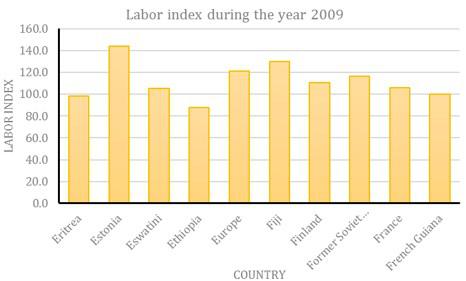 Labor index during the year 2009
LABOR INDEX
160.0
140.0
120.0
100.0
80.0
60.0
40.0
20.0
0.0
Eritrea
Estonia
Eswatini
Ethiopia
Europe
Fiji
Finland
Former Soviet...
France
French Guiana
COUNTRY